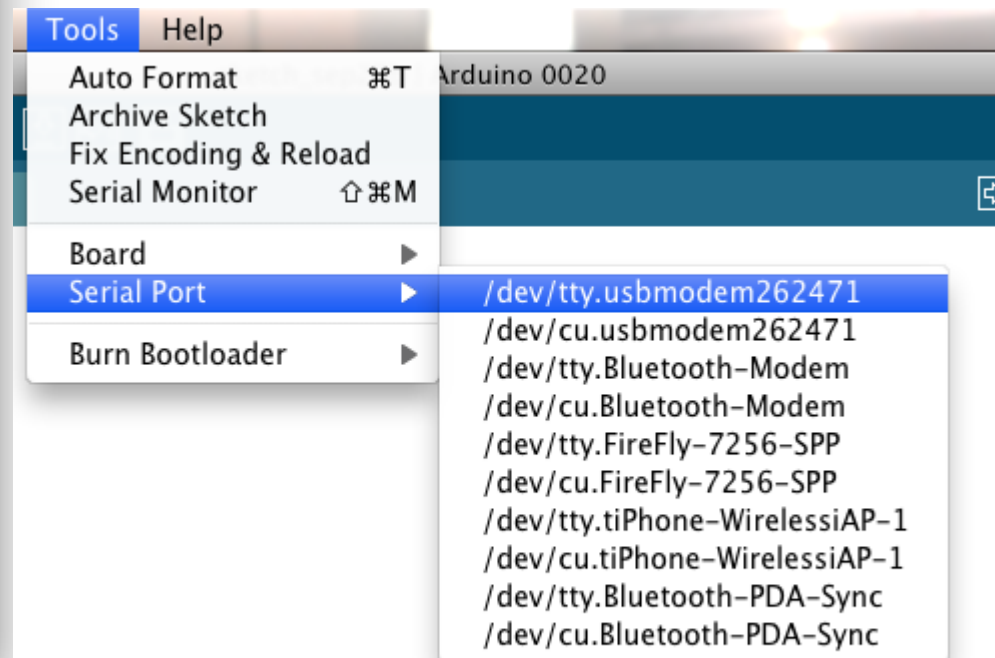 Tools Help
Arduino 0020
Auto Format ⌘T
Archive Sketch
Fix Encoding & Reload
Serial Monitor ⇧⌘M
Board
Serial Port
/dev/tty.usbmodem262471
/dev/cu.usbmodem262471
/dev/tty.Bluetooth-Modem
/dev/cu.Bluetooth-Modem
/dev/tty.FireFly-7256-SPP
/dev/cu.FireFly-7256-SPP
/dev/tty.tiPhone-WirelessiAP-1
/dev/cu.tiPhone-WirelessiAP-1
/dev/tty.Bluetooth-PDA-Sync
/dev/cu.Bluetooth-PDA-Sync
Burn Bootloader